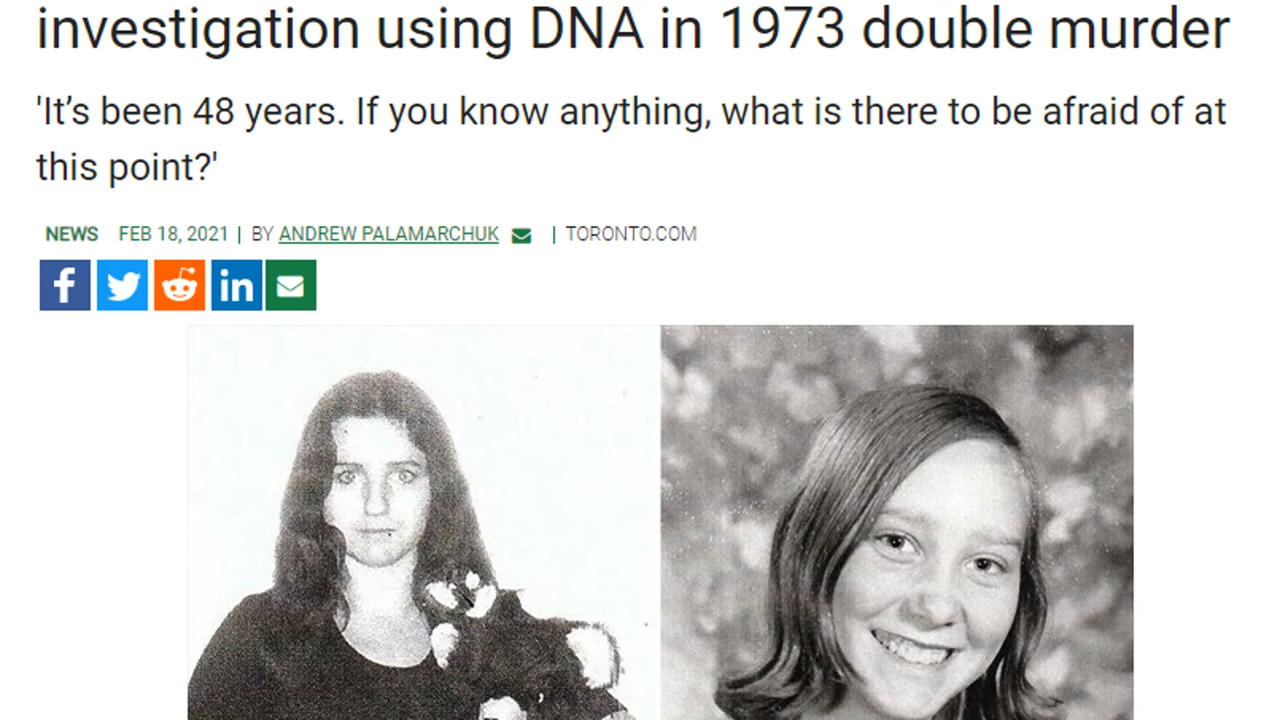 investigation using DNA in 1973 double murder
'It’s been 48 years. If you know anything, what is there to be afraid of at
this point?'
NEWS FEB 18, 2021 | BY ANDREW PALAMARCHUK | TORONTO.COM
f in